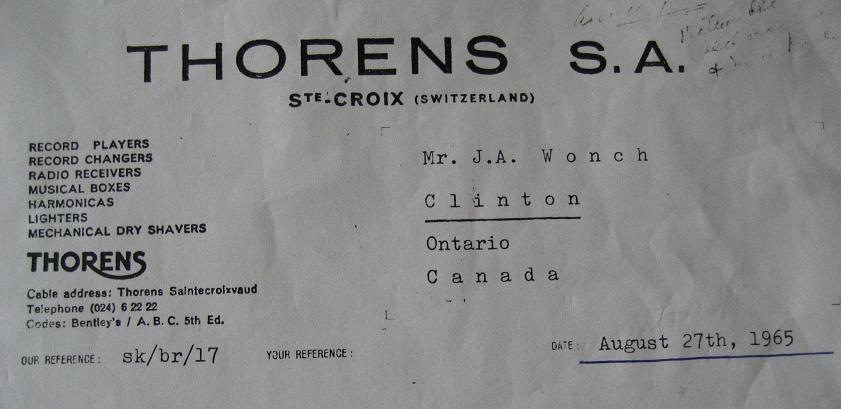 THORENS S.A.
STE-CROIX (SWITZERLAND)
RECORD PLAYERS
RECORD CHANGERS
RADIO RECEIVERS
MUSICAL BOXES
HARMONICAS
LIGHTERS
MECHANICAL DRY SHAVERS
THORENS
Cable address: Thorens Saintecroixvaud
Telephone (024) 6 22 22
Codes: Bentley's / A.B.C. 5th Ed.
Mr. J.A. Wonch
Clinton
Ontario
Canada
OUR REFERENCE: sk/br/17 YOUR REFERENCE: DATE: August 27th, 1965